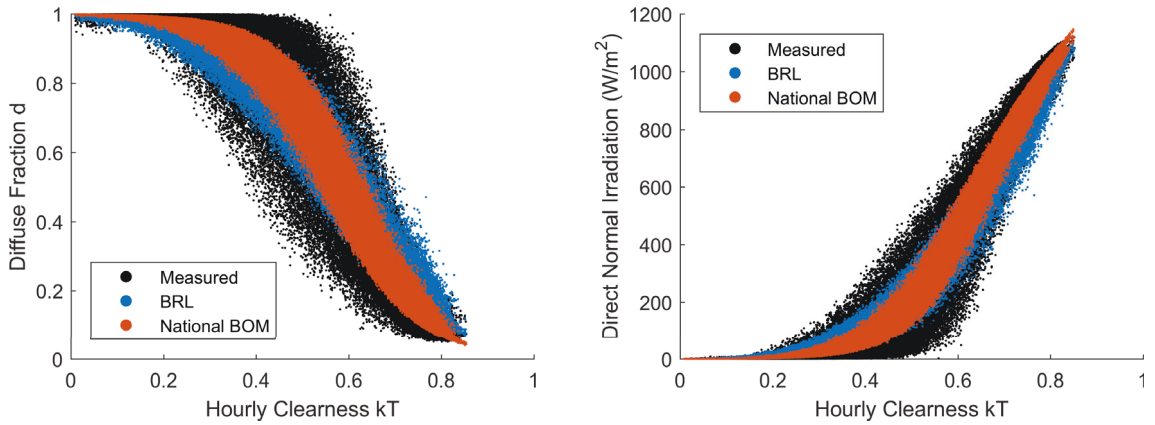 1
0.8
0.6
0.4
0.2
0
Diffuse Fraction d
Measured
BRL
National BOM
0 0.2 0.4 0.6 0.8 1
Hourly Clearness kT
1200
1000
800
600
400
200
0
Direct Normal Irradiation (W/m²)
Measured
BRL
National BOM
0 0.2 0.4 0.6 0.8 1
Hourly Clearness kT